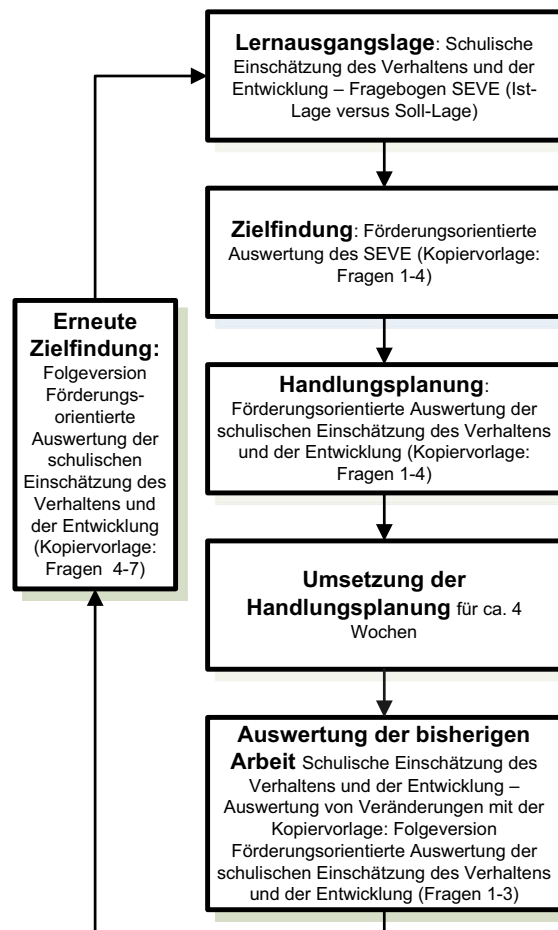 Lernausgangslage: Schulische
Einschätzung des Verhaltens und der
Entwicklung – Fragebogen SEVE (Ist-
Lage versus Soll-Lage)
Zielfindung: Förderungsorientierte
Auswertung des SEVE (Kopiervorlage:
Fragen 1-4)
Handlungsplanung:
Förderungsorientierte Auswertung der
schulischen Einschätzung des Verhaltens
und der Entwicklung (Kopiervorlage:
Fragen 1-4)
Umsetzung der
Handlungsplanung für ca. 4
Wochen
Auswertung der bisherigen
Arbeit Schulische Einschätzung des
Verhaltens und der Entwicklung –
Auswertung von Veränderungen mit der
Kopiervorlage: Folgeversion
Förderungsorientierte Auswertung der
schulischen Einschätzung des Verhaltens
und der Entwicklung (Fragen 1-3)
Erneute
Zielfindung:
Folgeversion
Förderungs-
orientierte
Auswertung der
schulischen
Einschätzung des
Verhaltens und
der Entwicklung
(Kopiervorlage:
Fragen 4-7)